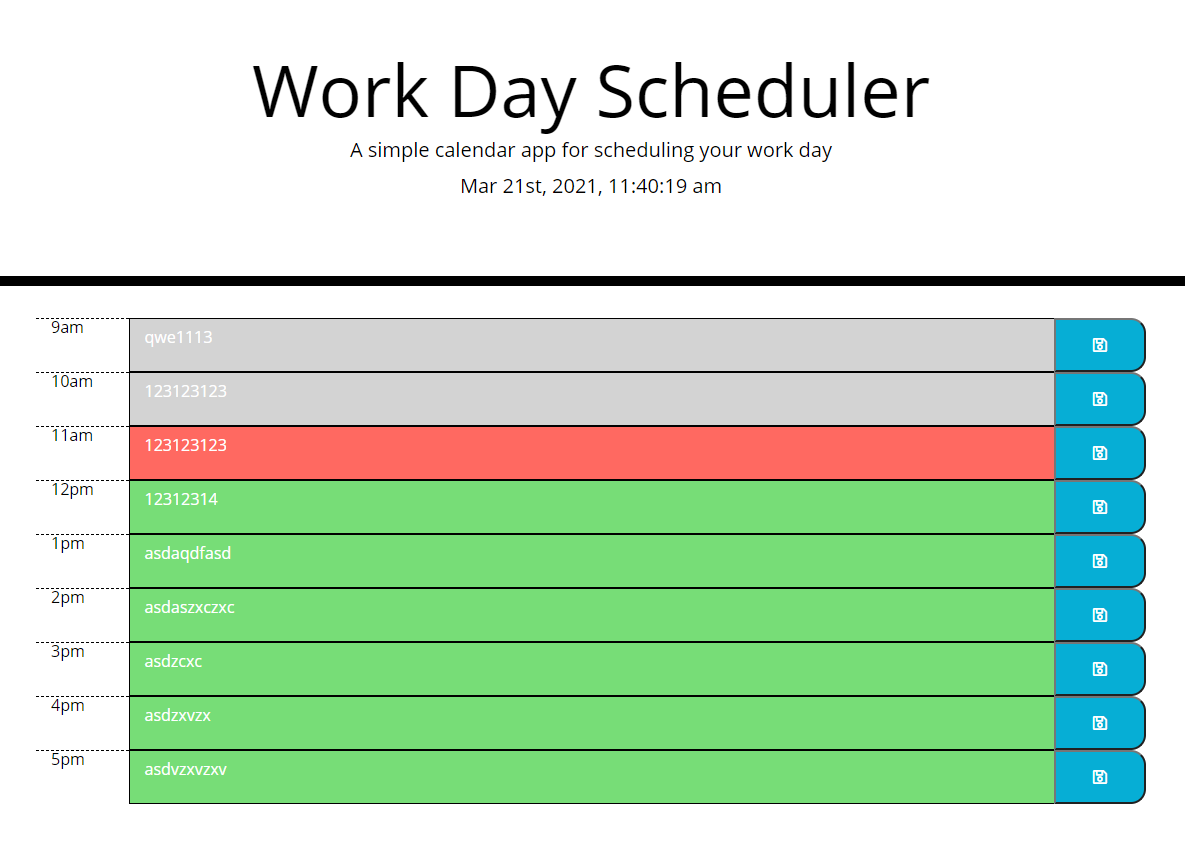 Work Day Scheduler
A simple calendar app for scheduling your work day
Mar 21st, 2021, 11:40:19 am
9am qwe1113
10am 123123123
11am 123123123
12pm 12312314
1pm asdaqdfasd
2pm asdaszxczxc
3pm asdzcxc
4pm asdzxvzx
5pm asdvzxvzxv